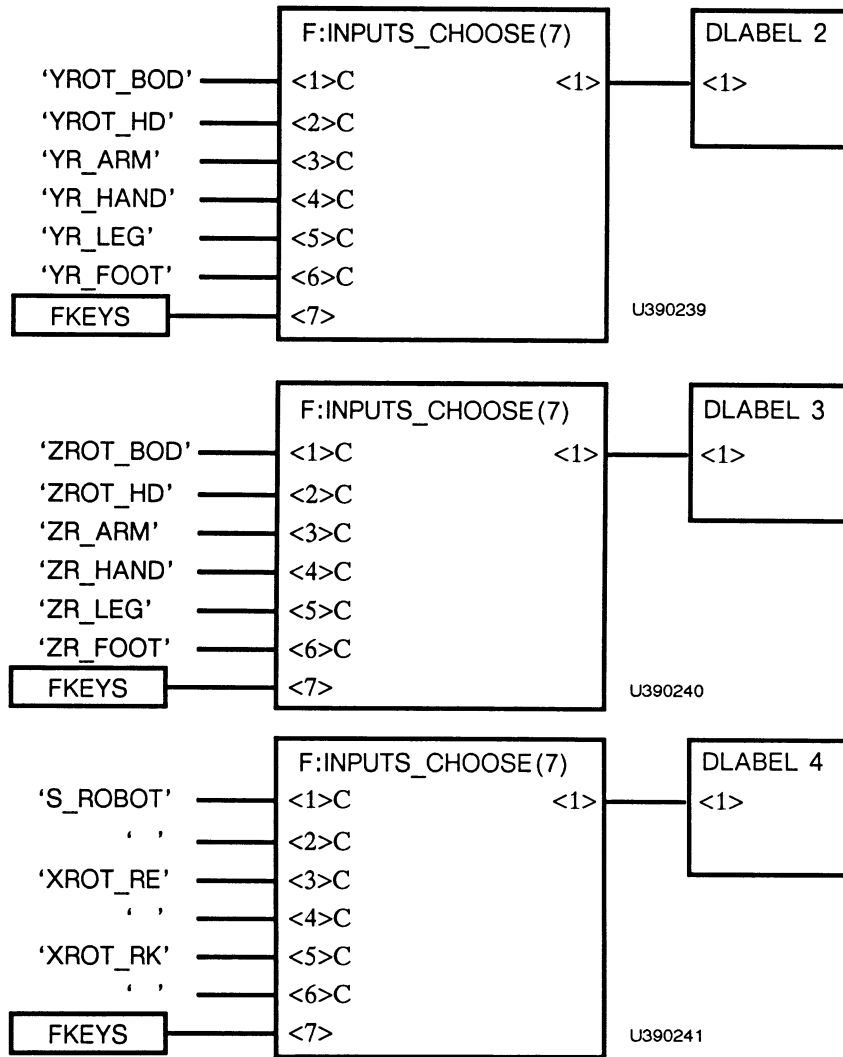 F:INPUTS_CHOOSE(7) DLABEL 2
‘YROT_BOD’ <1>C <1> <1>
‘YROT_HD’ <2>C
‘YR_ARM’ <3>C
‘YR_HAND’ <4>C
‘YR_LEG’ <5>C
‘YR_FOOT’ <6>C
FKEYS <7> U390239
F:INPUTS_CHOOSE(7) DLABEL 3
‘ZROT_BOD’ <1>C <1> <1>
‘ZROT_HD’ <2>C
‘ZR_ARM’ <3>C
‘ZR_HAND’ <4>C
‘ZR_LEG’ <5>C
‘ZR_FOOT’ <6>C
FKEYS <7> U390240
F:INPUTS_CHOOSE(7) DLABEL 4
‘S_ROBOT’ <1>C <1> <1>
‘ ’ <2>C
‘XROT_RE’ <3>C
‘ ’ <4>C
‘XROT_RK’ <5>C
‘ ’ <6>C
FKEYS <7> U390241